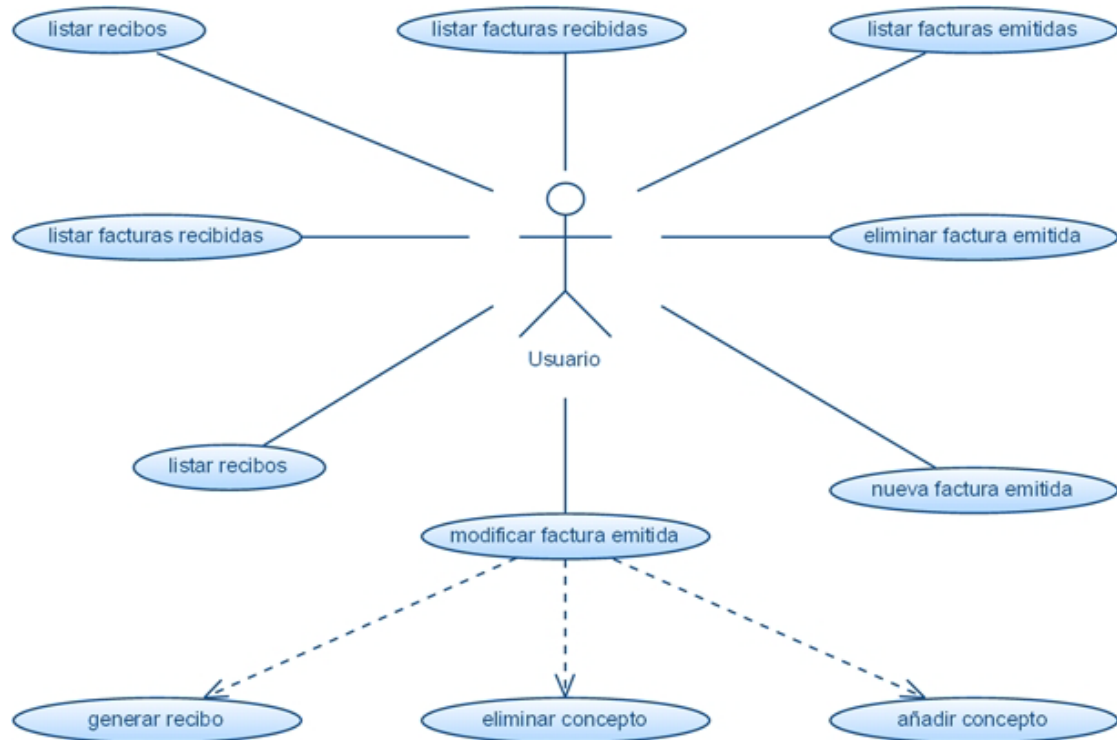 listar recibos
listar facturas recibidas
listar facturas emitidas
listar facturas recibidas
eliminar factura emitida
Usuario
listar recibos
nueva factura emitida
modificar factura emitida
generar recibo
eliminar concepto
añadir concepto